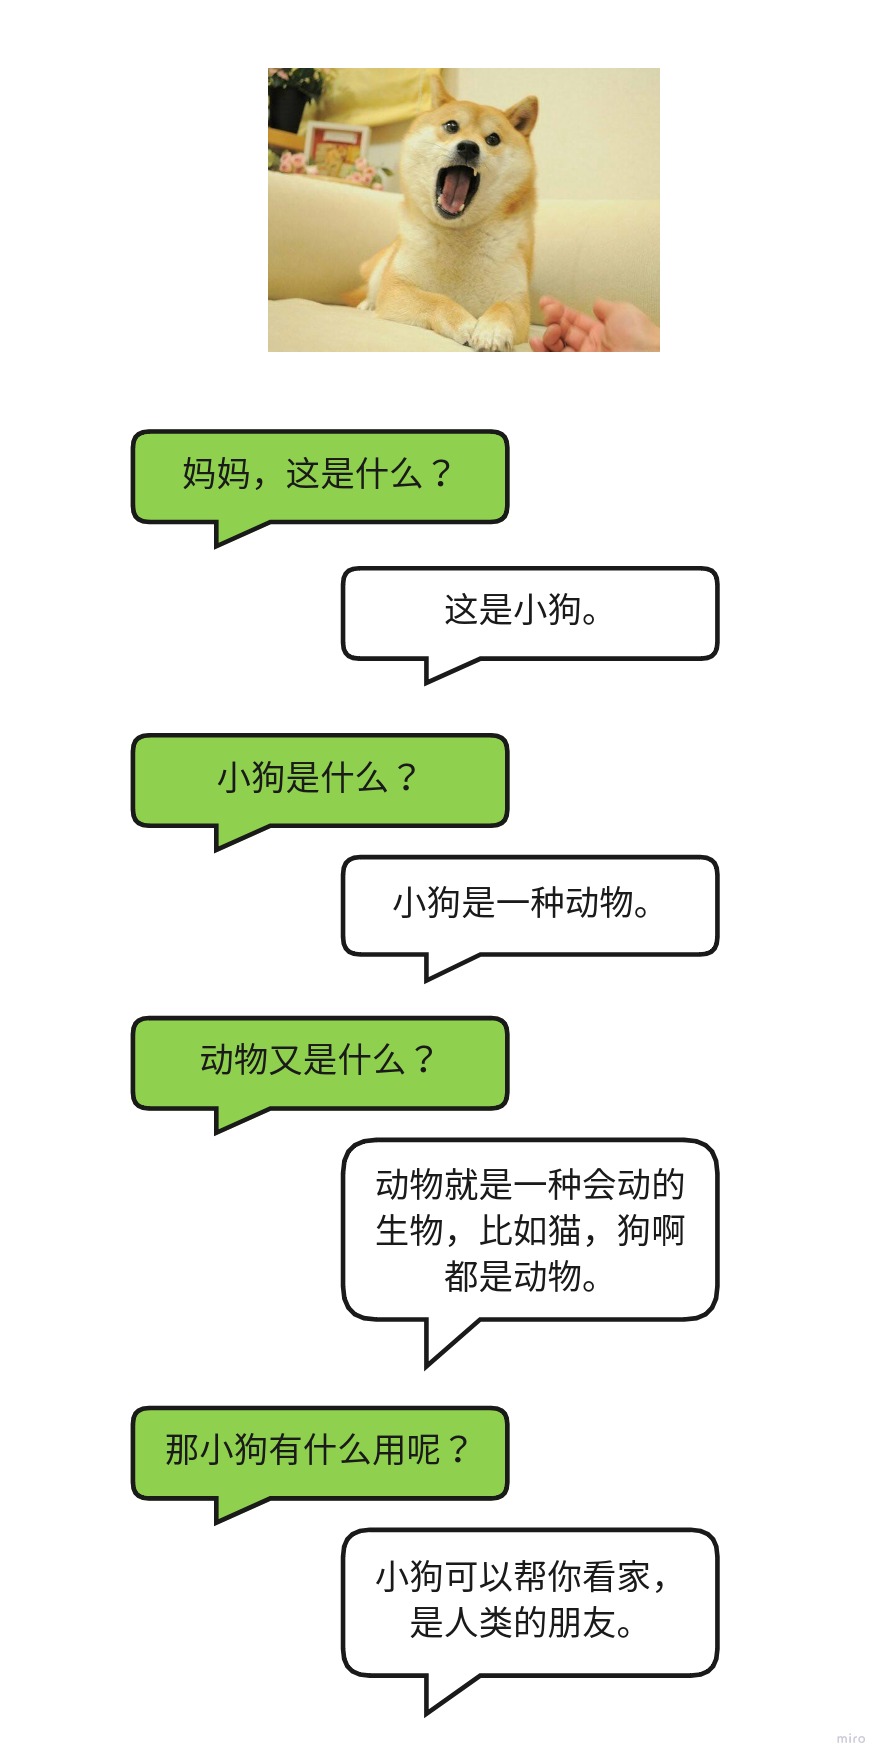 妈妈，这是什么？
这是小狗。
小狗是什么？
小狗是一种动物。
动物又是什么？
动物就是一种会动的
生物，比如猫，狗啊
都是动物。
那小狗有什么用呢？
小狗可以帮你看家，
是人类的朋友。
miro